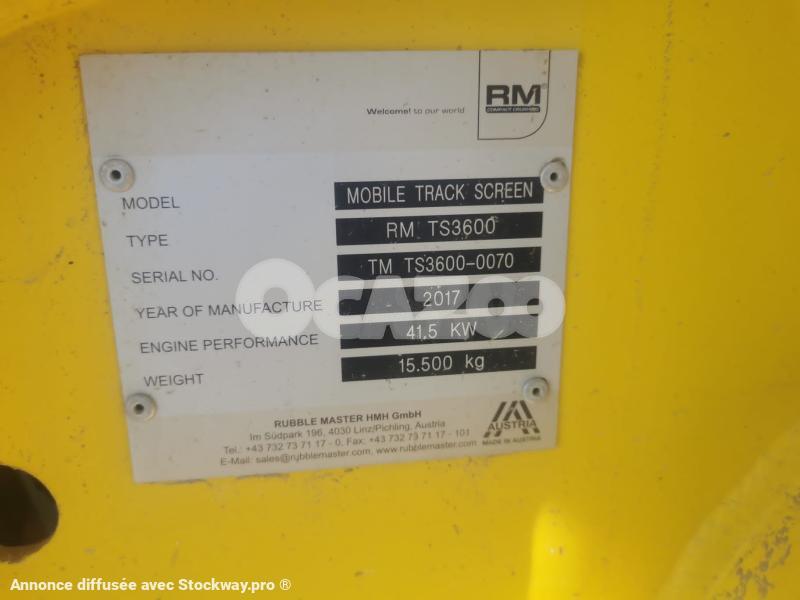 Welcome! to our world
RM
COMPACT CRUSHING
MODEL MOBILE TRACK SCREEN
TYPE RM TS3600
SERIAL NO. TM TS3600-0070
YEAR OF MANUFACTURE 2017
ENGINE PERFORMANCE 41,5 KW
WEIGHT 15.500 kg
OCAZOO
RUBBLE MASTER HMH GmbH
Im Südpark 196, 4030 Linz/Pichling, Austria
Tel.: +43 732 73 71 17 - 0, Fax: +43 732 73 71 17 - 101
E-Mail: sales@rubblemaster.com, www.rubblemaster.com
AUSTRIA
MADE IN AUSTRIA
Annonce diffusée avec Stockway.pro ®